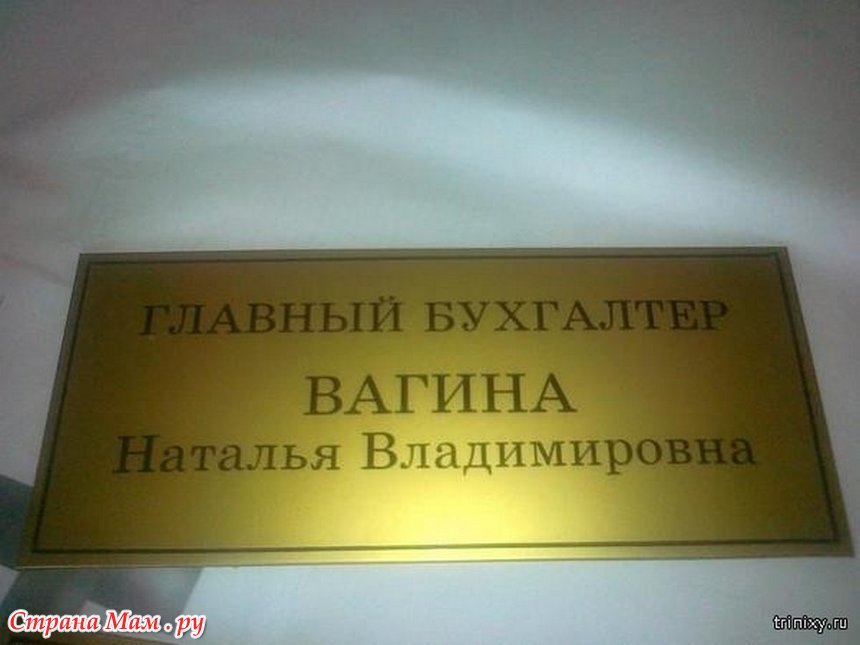 ГЛАВНЫЙ БУХГАЛТЕР
ВАГИНА
Наталья Владимировна
Страна Мам.ру
trinixy.ru